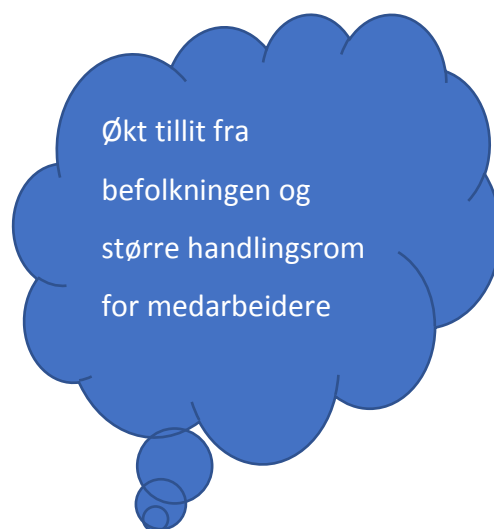 Økt tillit fra
befolkningen og
større handlingsrom
for medarbeidere